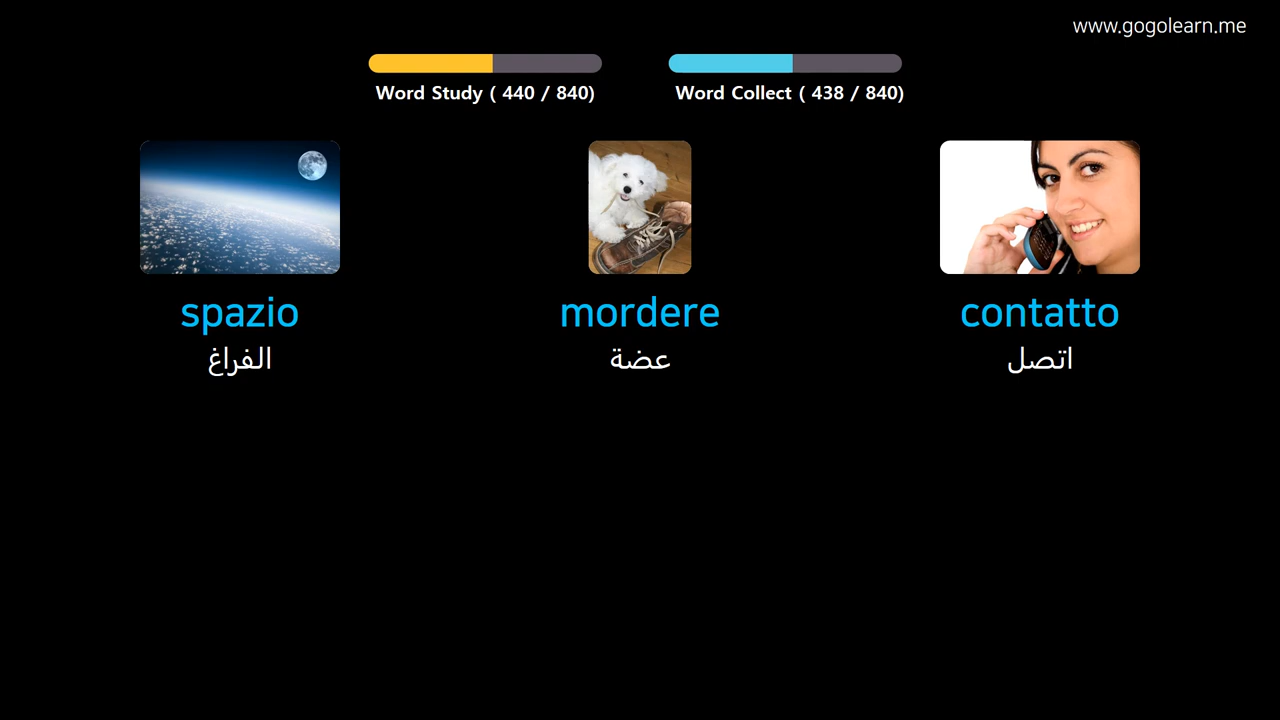 www.gogolearn.me
Word Study ( 440 / 840)
Word Collect ( 438 / 840)
spazio
الفراغ
mordere
عضة
contatto
اتصل